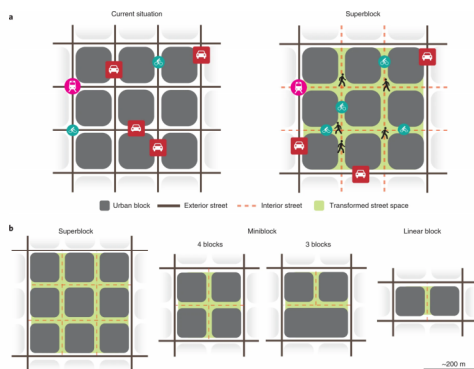 a
Current situation
Superblock
Urban block
Exterior street
Interior street
Transformed street space
b
Superblock
Miniblock
Linear block
4 blocks
3 blocks
~200 m